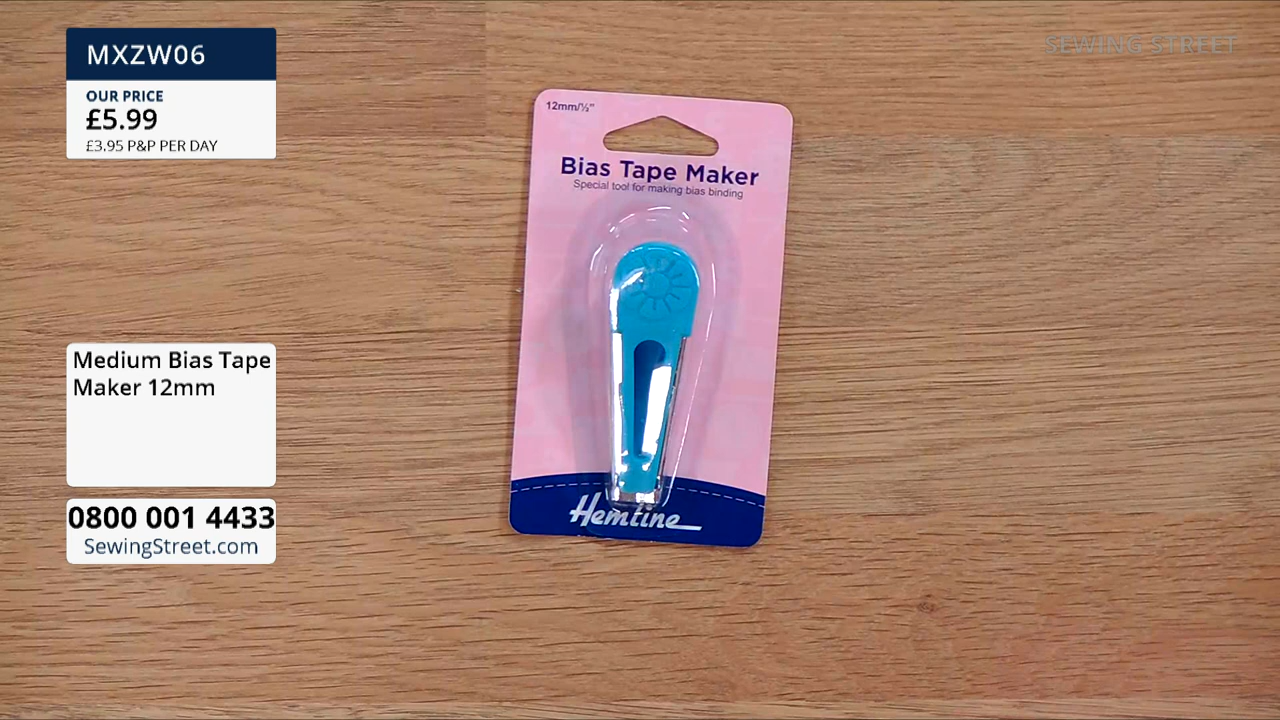 MXZW06
OUR PRICE
£5.99
£3.95 P&P PER DAY
Medium Bias Tape
Maker 12mm
0800 001 4433
SewingStreet.com
SEWING STREET
12mm/½"
Bias Tape Maker
Special tool for making bias binding
Hemline